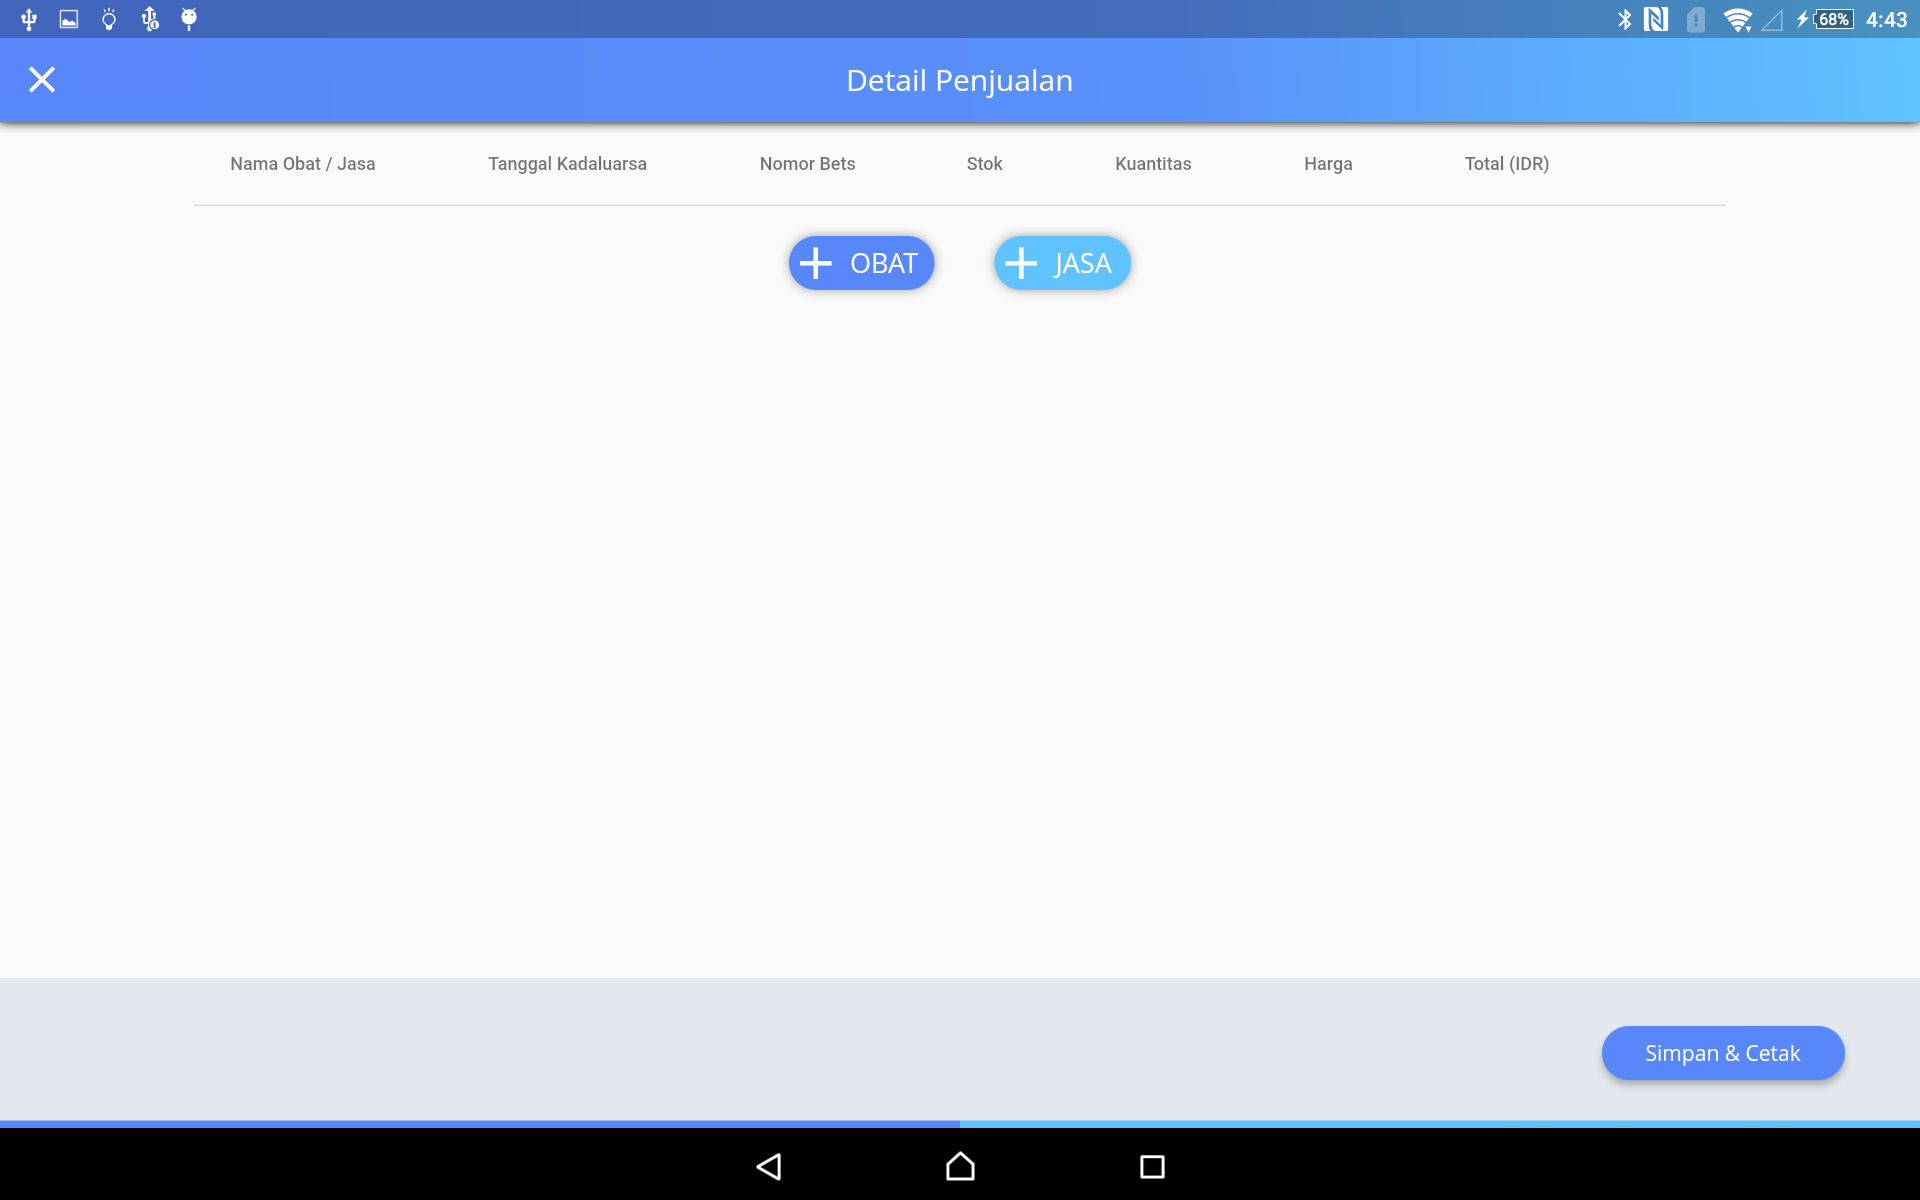 68% 4:43
Detail Penjualan
Nama Obat / Jasa Tanggal Kadaluarsa Nomor Bets Stok Kuantitas Harga Total (IDR)
OBAT JASA
Simpan & Cetak